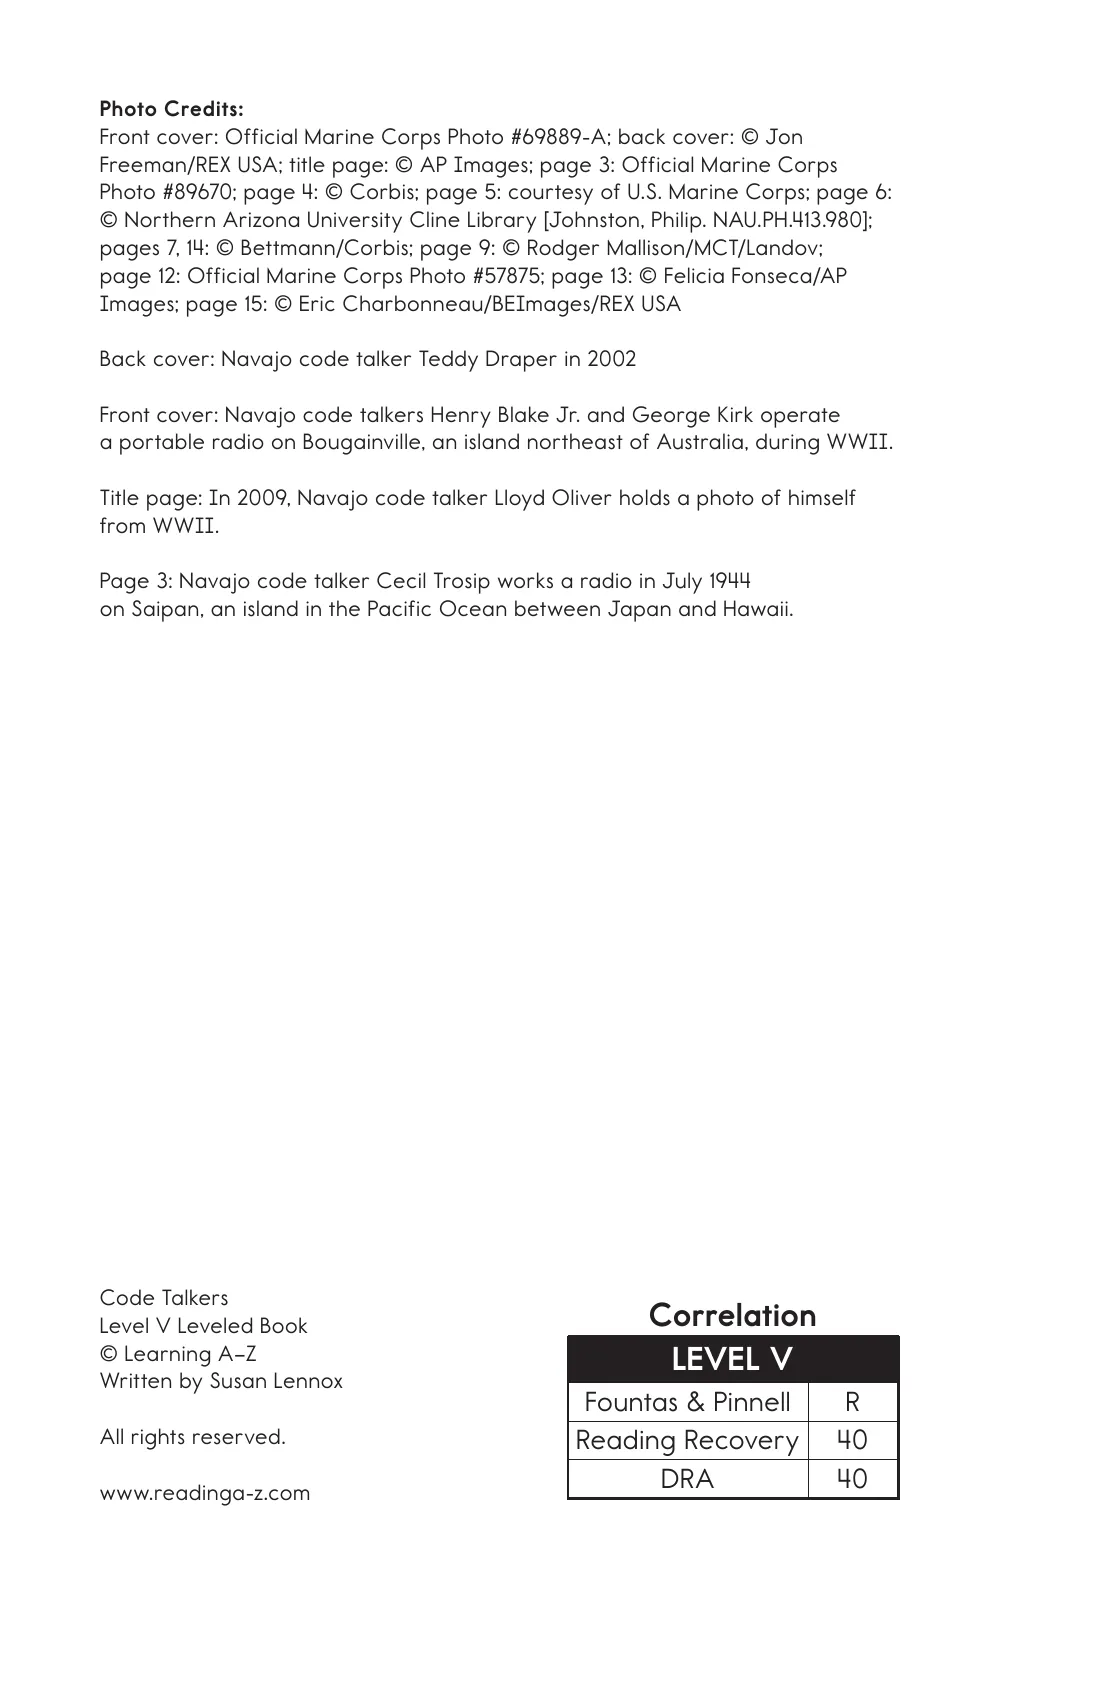 Photo Credits:
Front cover: Official Marine Corps Photo #69889-A; back cover: © Jon
Freeman/REX USA; title page: © AP Images; page 3: Official Marine Corps
Photo #89670; page 4: © Corbis; page 5: courtesy of U.S. Marine Corps; page 6:
© Northern Arizona University Cline Library [Johnston, Philip. NAU.PH.413.980];
pages 7, 14: © Bettmann/Corbis; page 9: © Rodger Mallison/MCT/Landov;
page 12: Official Marine Corps Photo #57875; page 13: © Felicia Fonseca/AP
Images; page 15: © Eric Charbonneau/BEImages/REX USA
Back cover: Navajo code talker Teddy Draper in 2002
Front cover: Navajo code talkers Henry Blake Jr. and George Kirk operate
a portable radio on Bougainville, an island northeast of Australia, during WWII.
Title page: In 2009, Navajo code talker Lloyd Oliver holds a photo of himself
from WWII.
Page 3: Navajo code talker Cecil Trosip works a radio in July 1944
on Saipan, an island in the Pacific Ocean between Japan and Hawaii.
Code Talkers
Level V Leveled Book
© Learning A–Z
Written by Susan Lennox
All rights reserved.
www.readinga-z.com
Correlation
LEVEL V
Fountas & Pinnell R
Reading Recovery 40
DRA 40